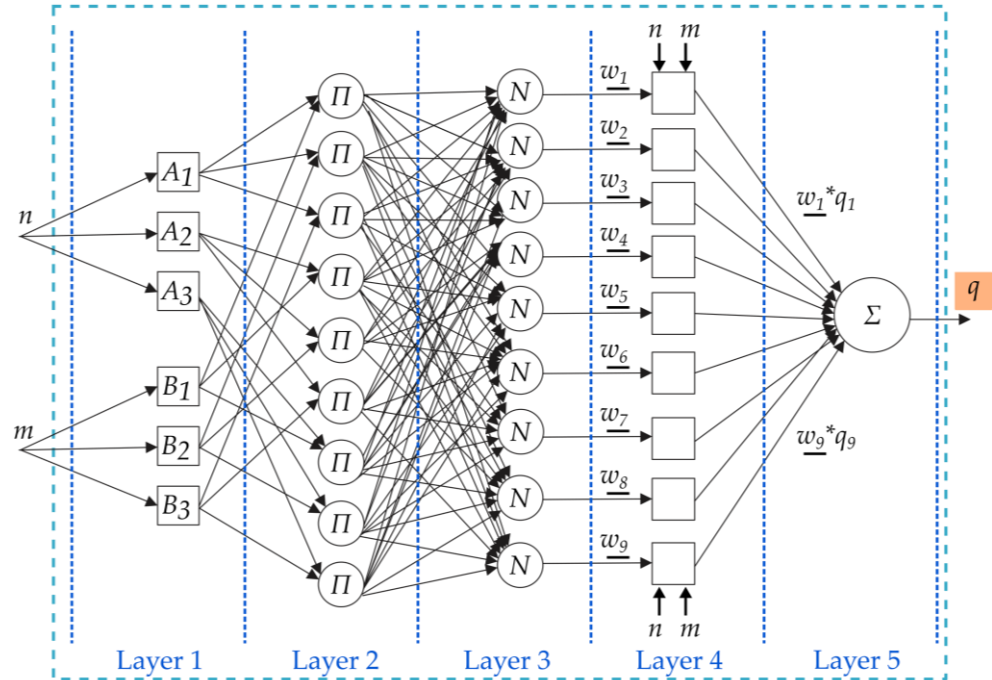 n m
w1
w2
w3
w4
w5
w6
w7
w8
w9
n
m
A1
A2
A3
B1
B2
B3
Π
Π
Π
Π
Π
Π
Π
Π
Π
N
N
N
N
N
N
N
N
N
w1*q1
w9*q9
Σ
q
n m
Layer 1 Layer 2 Layer 3 Layer 4 Layer 5